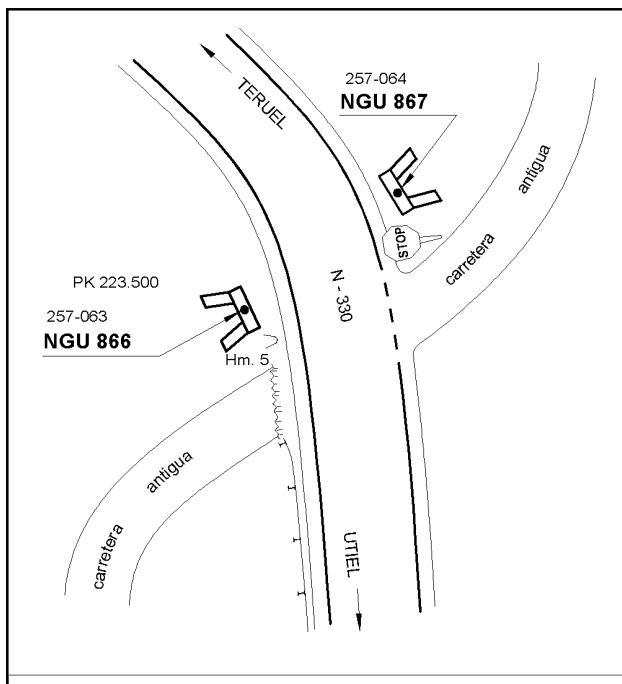 TERUEL
257-064
NGU 867
carretera
antigua
STOP
N - 330
PK 223.500
257-063
NGU 866
Hm. 5
carretera
antigua
UTIEL